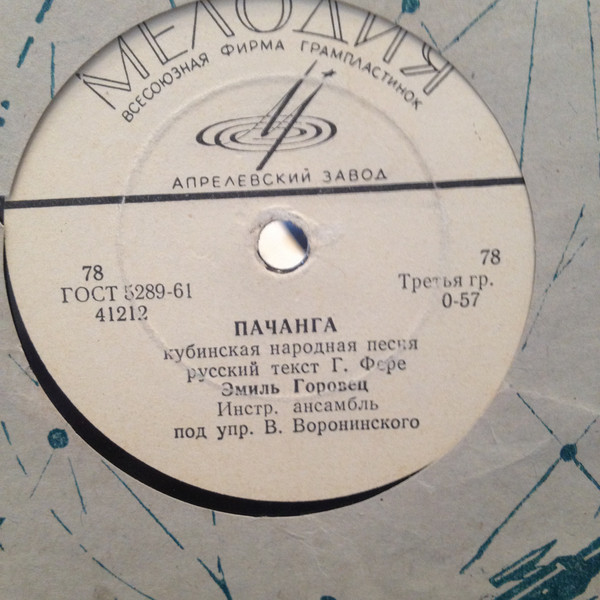 МЕЛОДИЯ
ВСЕСОЮЗНАЯ ФИРМА ГРАМПЛАСТИНОК
АПРЕЛЕВСКИЙ ЗАВОД
78
ГОСТ 5289-61
41212
78
Третья гр.
0-57
ПАЧАНГА
кубинская народная песня
русский текст Г. Фере
Эмиль Горовец
Инстр. ансамбль
под упр. В. Воронинского